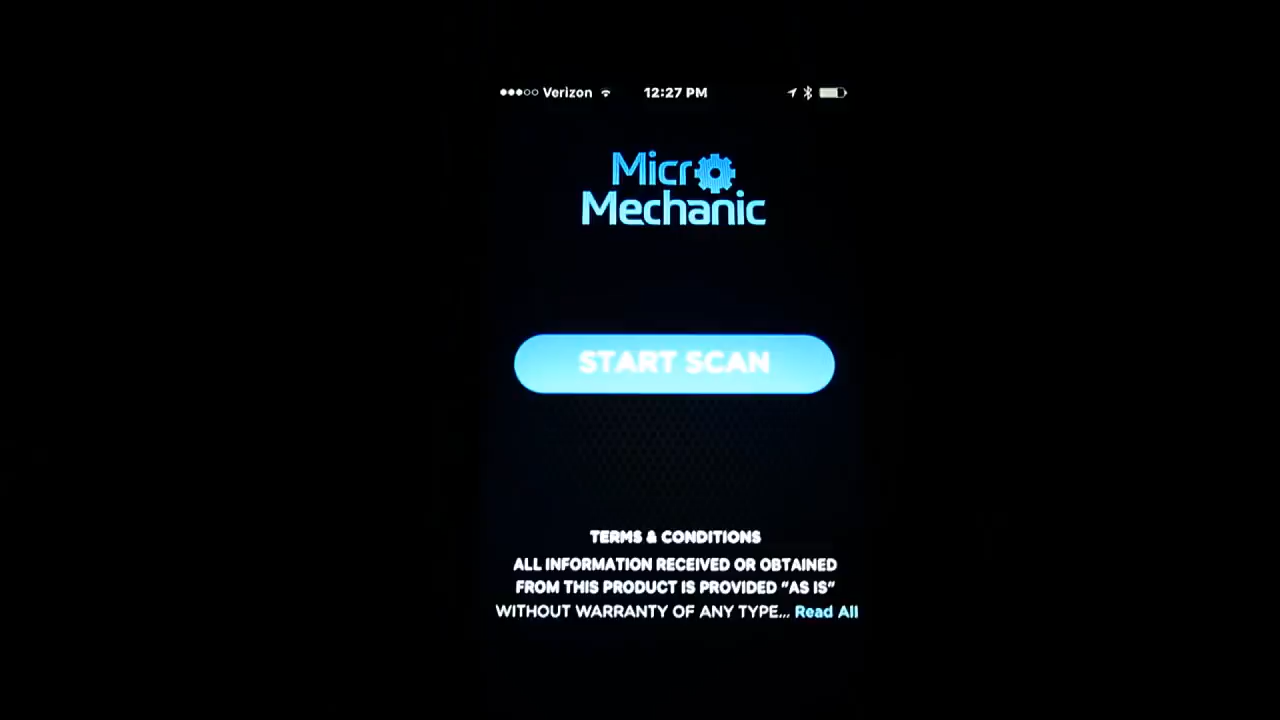 Verizon 12:27 PM
Micro
Mechanic
START SCAN
TERMS & CONDITIONS
ALL INFORMATION RECEIVED OR OBTAINED
FROM THIS PRODUCT IS PROVIDED “AS IS”
WITHOUT WARRANTY OF ANY TYPE... Read All